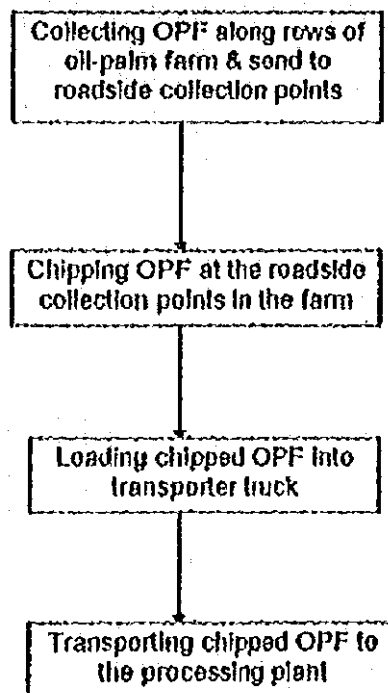 Collecting OPF along rows of
oil-palm farm & send to
roadside collection points
Chipping OPF at the roadside
collection points in the farm
Loading chipped OPF into
transporter truck
Transporting chipped OPF to
the processing plant